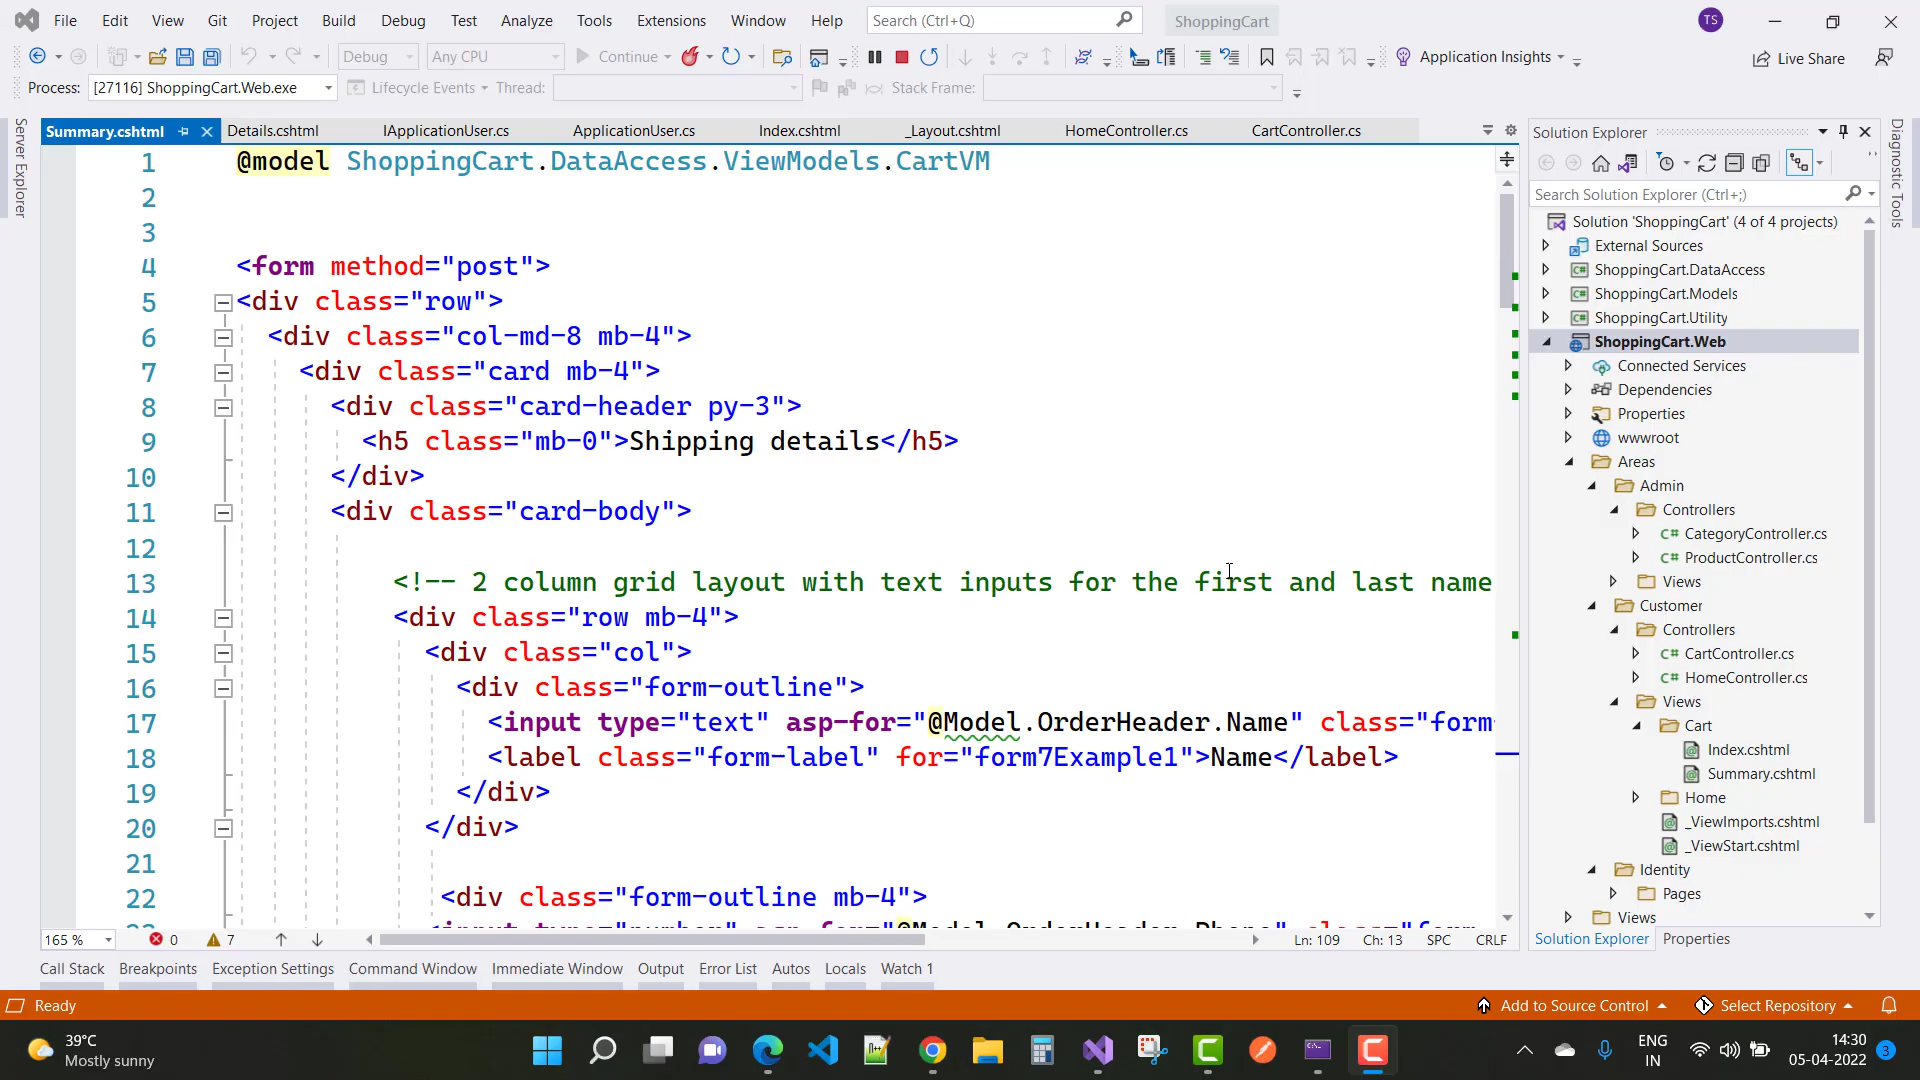 File Edit View Git Project Build Debug Test Analyze Tools Extensions Window Help Search (Ctrl+Q) ShoppingCart TS
Debug Any CPU Continue Application Insights Live Share
Process: [27116] ShoppingCart.Web.exe Lifecycle Events Thread: Stack Frame:
Server Explorer
Summary.cshtml Details.cshtml IApplicationUser.cs ApplicationUser.cs Index.cshtml _Layout.cshtml HomeController.cs CartController.cs
1 @model ShoppingCart.DataAccess.ViewModels.CartVM
2
3
4 <form method="post">
5 <div class="row">
6 <div class="col-md-8 mb-4">
7 <div class="card mb-4">
8 <div class="card-header py-3">
9 <h5 class="mb-0">Shipping details</h5>
10 </div>
11 <div class="card-body">
12
13 <!-- 2 column grid layout with text inputs for the first and last name
14 <div class="row mb-4">
15 <div class="col">
16 <div class="form-outline">
17 <input type="text" asp-for="@Model.OrderHeader.Name" class="form-
18 <label class="form-label" for="form7Example1">Name</label>
19 </div>
20 </div>
21
22 <div class="form-outline mb-4">
165 % 0 7 Ln: 109 Ch: 13 SPC CRLF
Solution Explorer
Search Solution Explorer (Ctrl+;)
Solution 'ShoppingCart' (4 of 4 projects)
External Sources
ShoppingCart.DataAccess
ShoppingCart.Models
ShoppingCart.Utility
ShoppingCart.Web
Connected Services
Dependencies
Properties
wwwroot
Areas
Admin
Controllers
C# CategoryController.cs
C# ProductController.cs
Views
Customer
Controllers
C# CartController.cs
C# HomeController.cs
Views
Cart
Index.cshtml
Summary.cshtml
Home
_ViewImports.cshtml
_ViewStart.cshtml
Identity
Pages
Views
Solution Explorer Properties
Diagnostic Tools
Call Stack Breakpoints Exception Settings Command Window Immediate Window Output Error List Autos Locals Watch 1
Ready Add to Source Control Select Repository
39°C
Mostly sunny
ENG
IN
14:30
05-04-2022
3